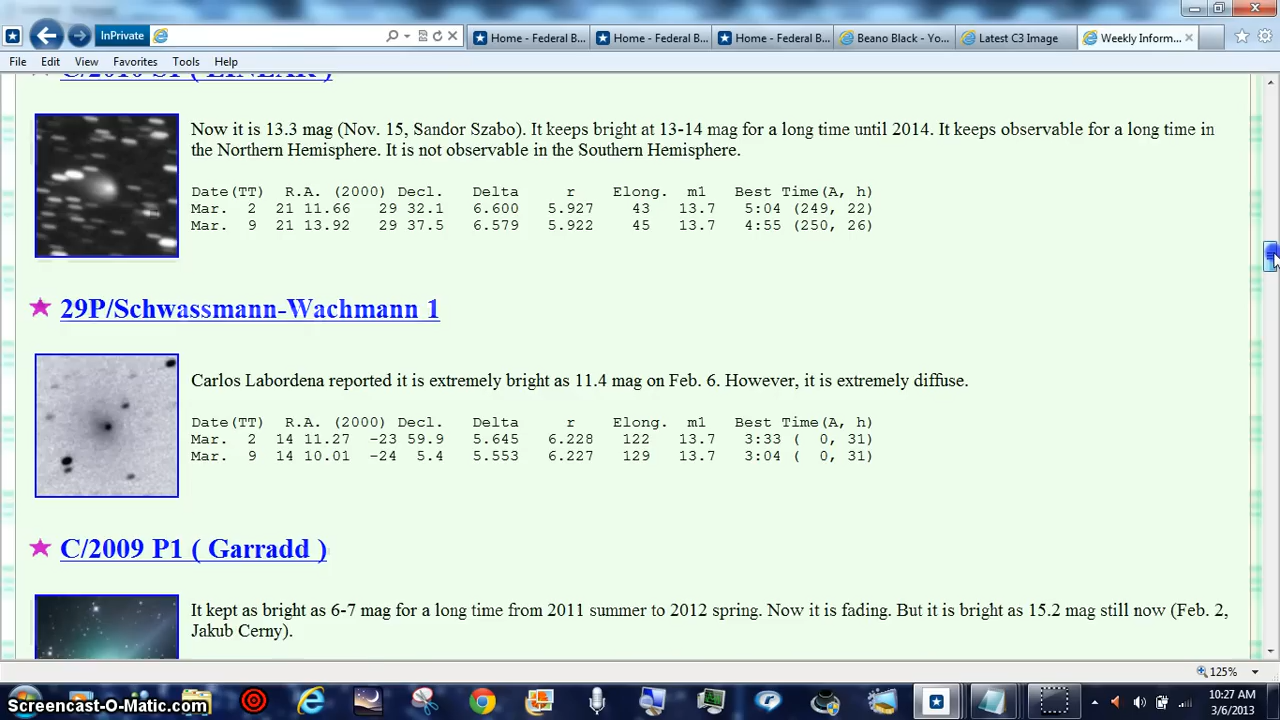 InPrivate
Home - Federal B... Home - Federal B... Home - Federal B... Beano Black - Yo... Latest C3 Image Weekly Inform...
File Edit View Favorites Tools Help
C/2010 S1 ( LINEAR )
Now it is 13.3 mag (Nov. 15, Sandor Szabo). It keeps bright at 13-14 mag for a long time until 2014. It keeps observable for a long time in
the Northern Hemisphere. It is not observable in the Southern Hemisphere.
Date(TT) R.A. (2000) Decl. Delta r Elong. m1 Best Time(A, h)
Mar. 2 21 11.66 29 32.1 6.600 5.927 43 13.7 5:04 (249, 22)
Mar. 9 21 13.92 29 37.5 6.579 5.922 45 13.7 4:55 (250, 26)
29P/Schwassmann-Wachmann 1
Carlos Labordena reported it is extremely bright as 11.4 mag on Feb. 6. However, it is extremely diffuse.
Date(TT) R.A. (2000) Decl. Delta r Elong. m1 Best Time(A, h)
Mar. 2 14 11.27 -23 59.9 5.645 6.228 122 13.7 3:33 ( 0, 31)
Mar. 9 14 10.01 -24 5.4 5.553 6.227 129 13.7 3:04 ( 0, 31)
C/2009 P1 ( Garradd )
It kept as bright as 6-7 mag for a long time from 2011 summer to 2012 spring. Now it is fading. But it is bright as 15.2 mag still now (Feb. 2,
Jakub Cerny).
125%
10:27 AM
Screencast-O-Matic.com
3/6/2013